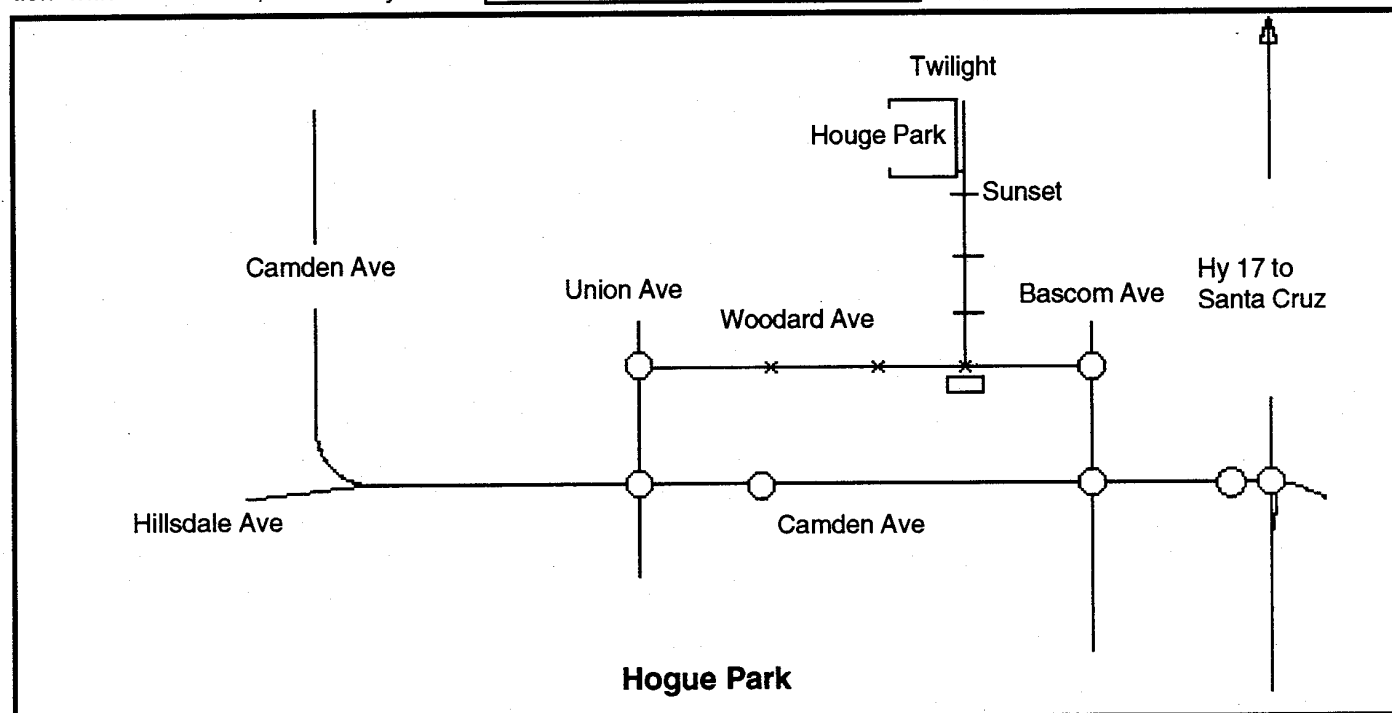 Twilight
Houge Park
Sunset
Camden Ave
Hy 17 to
Santa Cruz
Union Ave
Bascom Ave
Woodard Ave
Hillsdale Ave
Camden Ave
Hogue Park